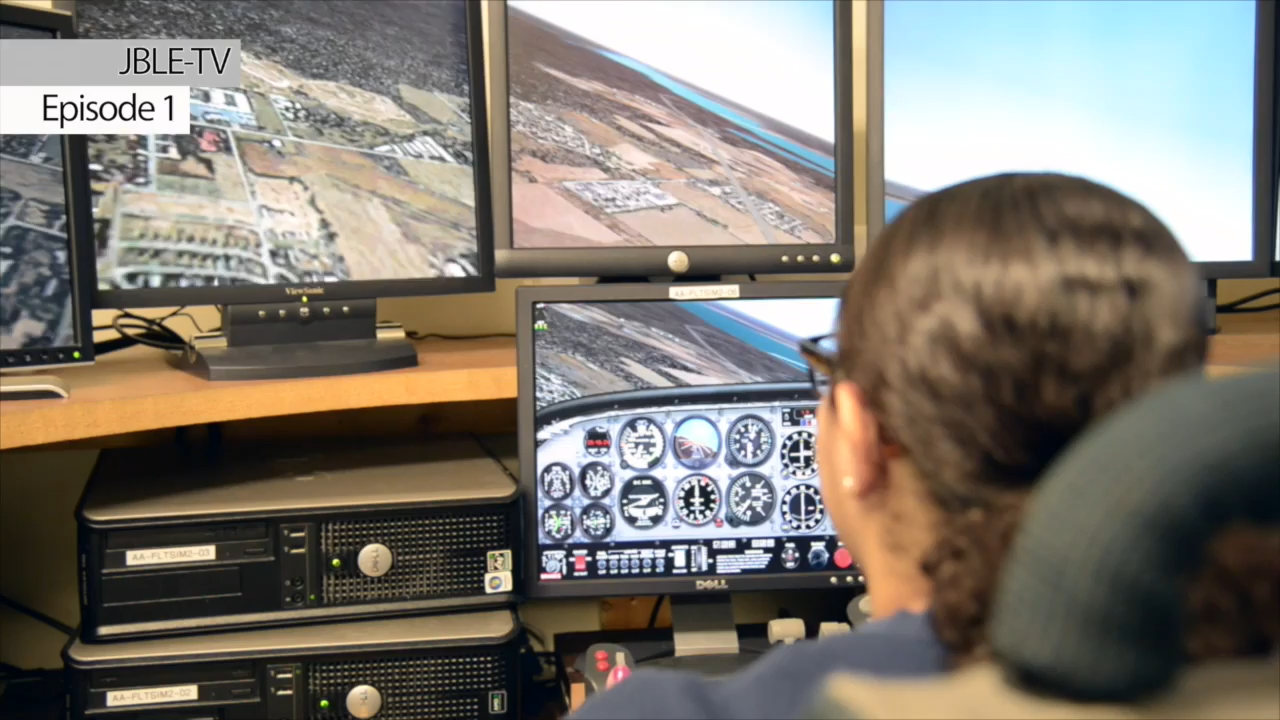 JBLE-TV
Episode 1
ViewSonic
AA-FLTSIM2-06
DELL
AA-FLTSIM2-03
AA-FLTSIM2-02